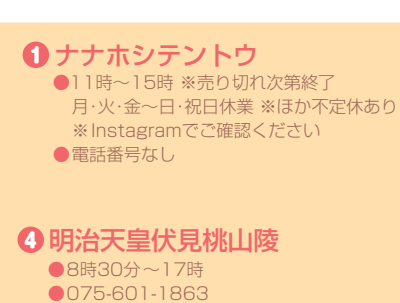 1 ナナホシテントウ
●11時～15時 ※売り切れ次第終了
月・火・金～日・祝日休業 ※ほか不定休あり
※Instagramでご確認ください
●電話番号なし
4 明治天皇伏見桃山陵
●8時30分～17時
●075-601-1863